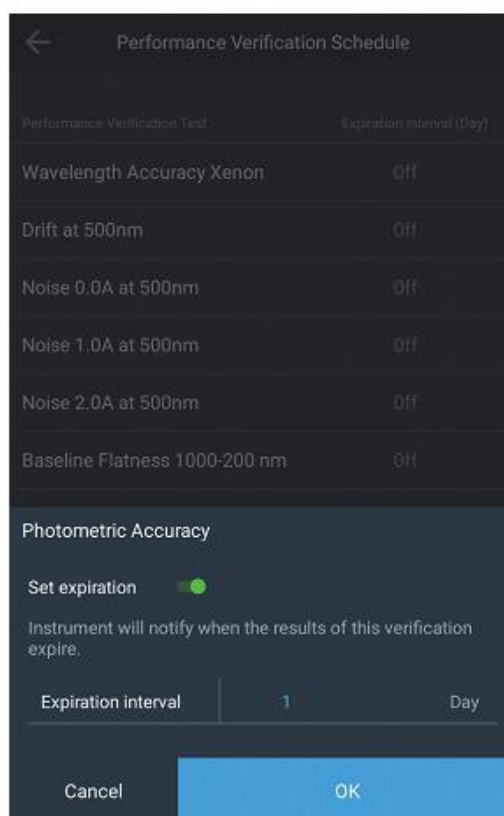 Performance Verification Schedule
Performance Verification Test Expiration Interval (Day)
Wavelength Accuracy Xenon Off
Drift at 500nm Off
Noise 0.0A at 500nm Off
Noise 1.0A at 500nm Off
Noise 2.0A at 500nm Off
Baseline Flatness 1000-200 nm Off
Photometric Accuracy
Set expiration
Instrument will notify when the results of this verification
expire.
Expiration interval 1 Day
Cancel OK